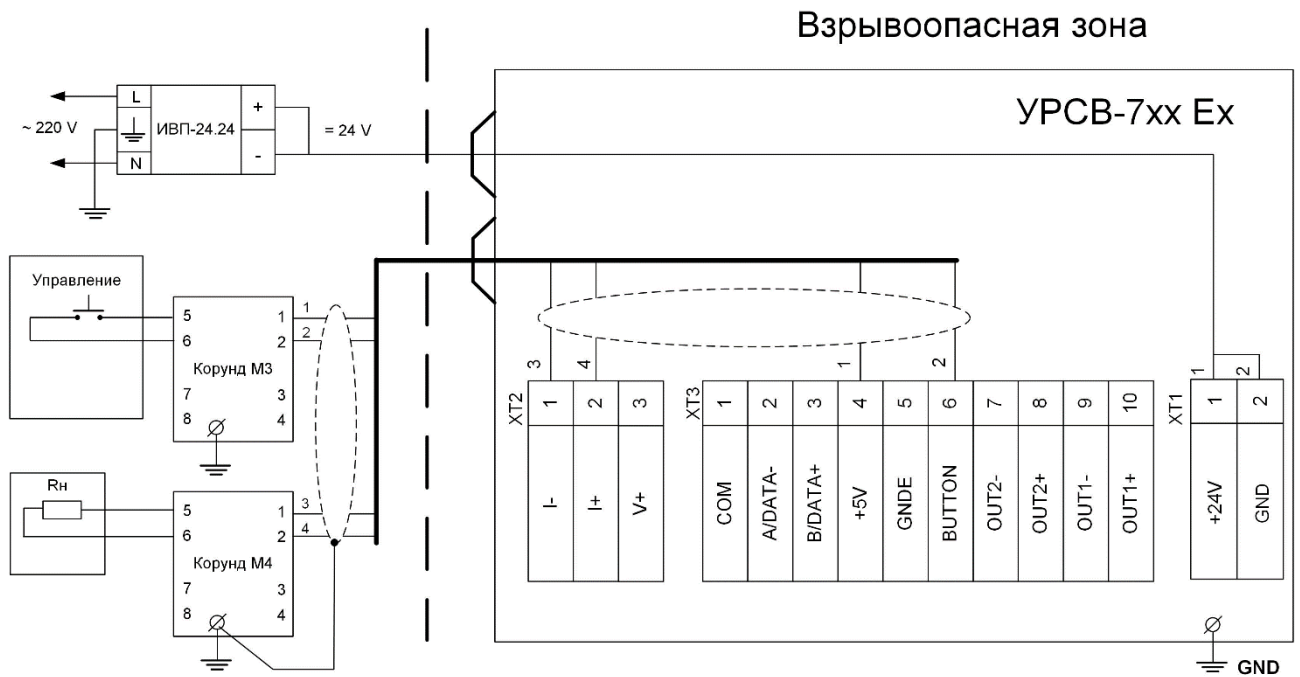 Взрывоопасная зона
УРСВ-7хх Ex
L
+
~ 220 V
ИВП-24.24
= 24 V
N
-
Управление
5
1
1
6
2
2
Корунд М3
7
3
8
4
Rн
5
1
3
6
2
4
Корунд М4
7
3
8
4
3
4
1
2
1
2
XT2
1
2
3
I-
I+
V+
XT3
1
2
3
4
5
6
7
8
9
10
COM
A/DATA-
B/DATA+
+5V
GNDE
BUTTON
OUT2-
OUT2+
OUT1-
OUT1+
XT1
1
2
+24V
GND
GND